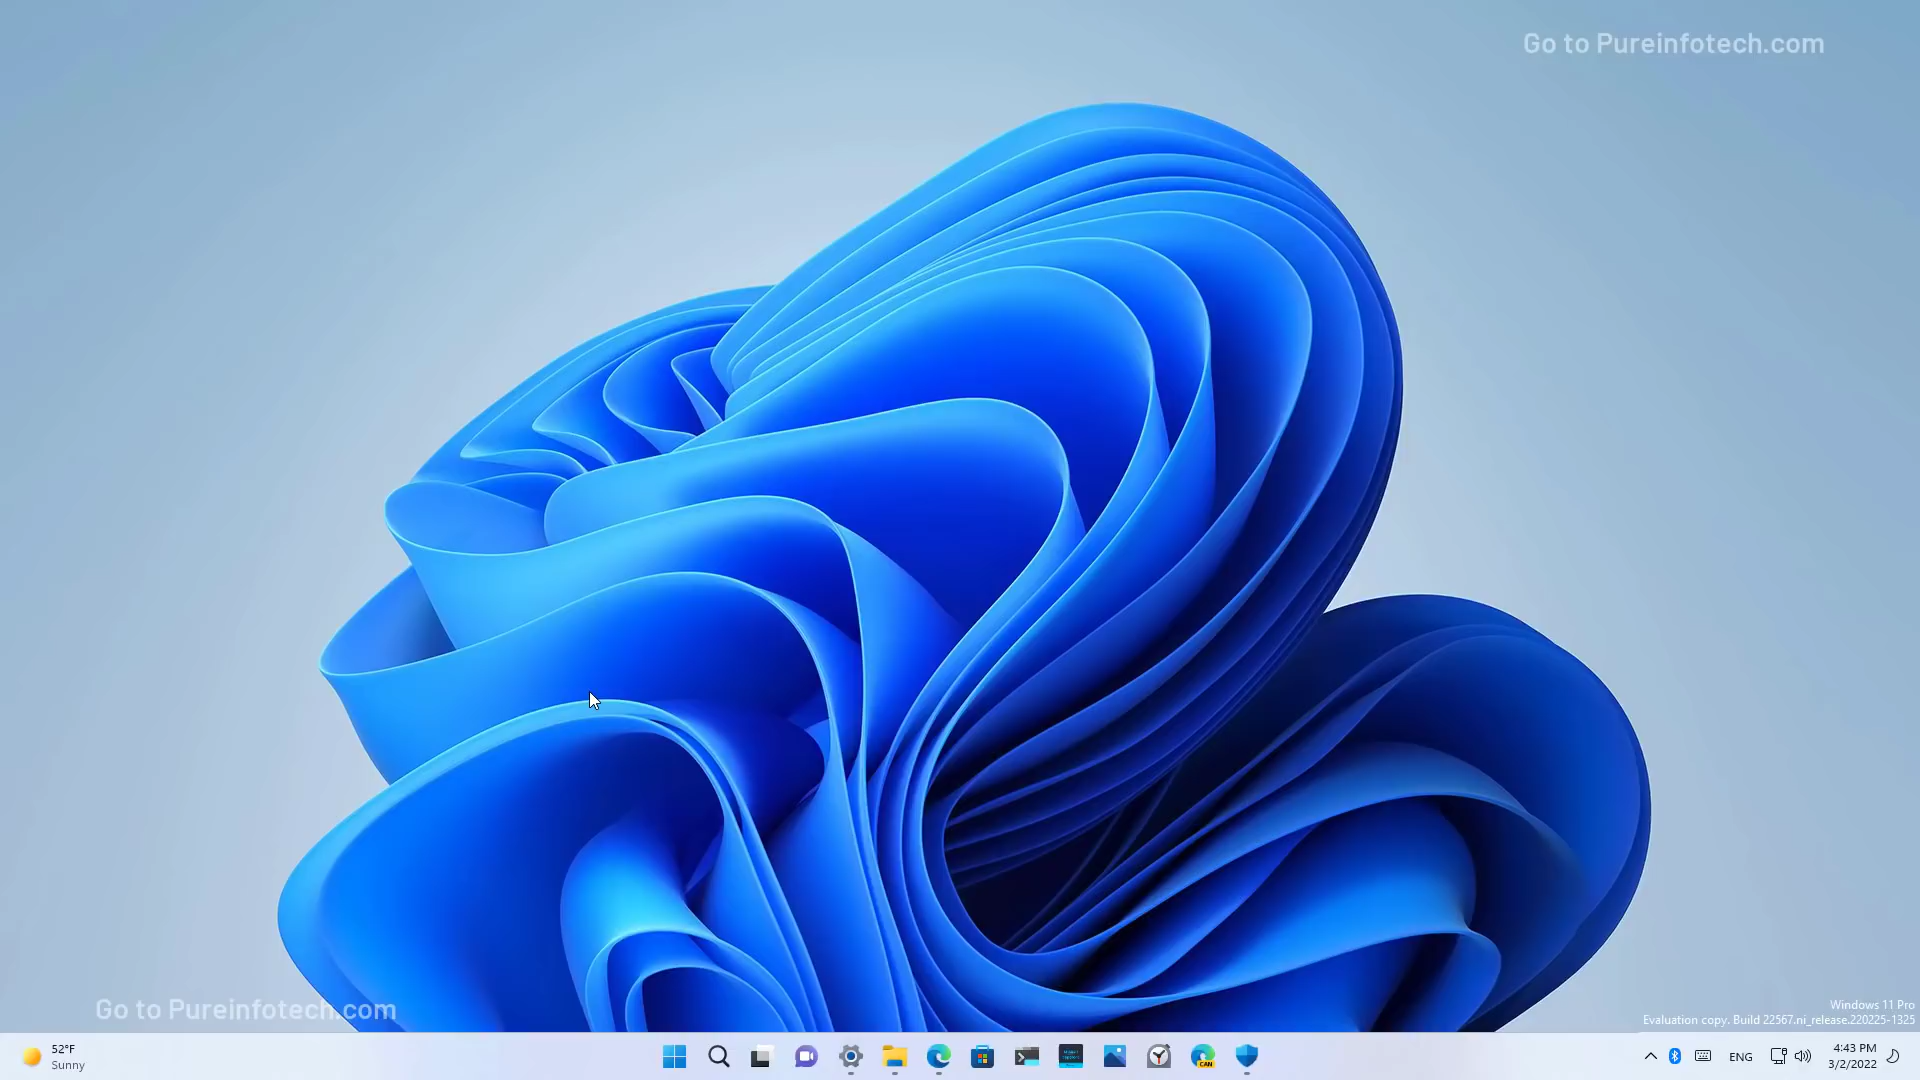 Go to Pureinfotech.com
Go to Pureinfotech.com
Windows 11 Pro
Evaluation copy. Build 22567.ni_release.220225-1325
52°F
Sunny
CAN
ENG
4:43 PM
3/2/2022